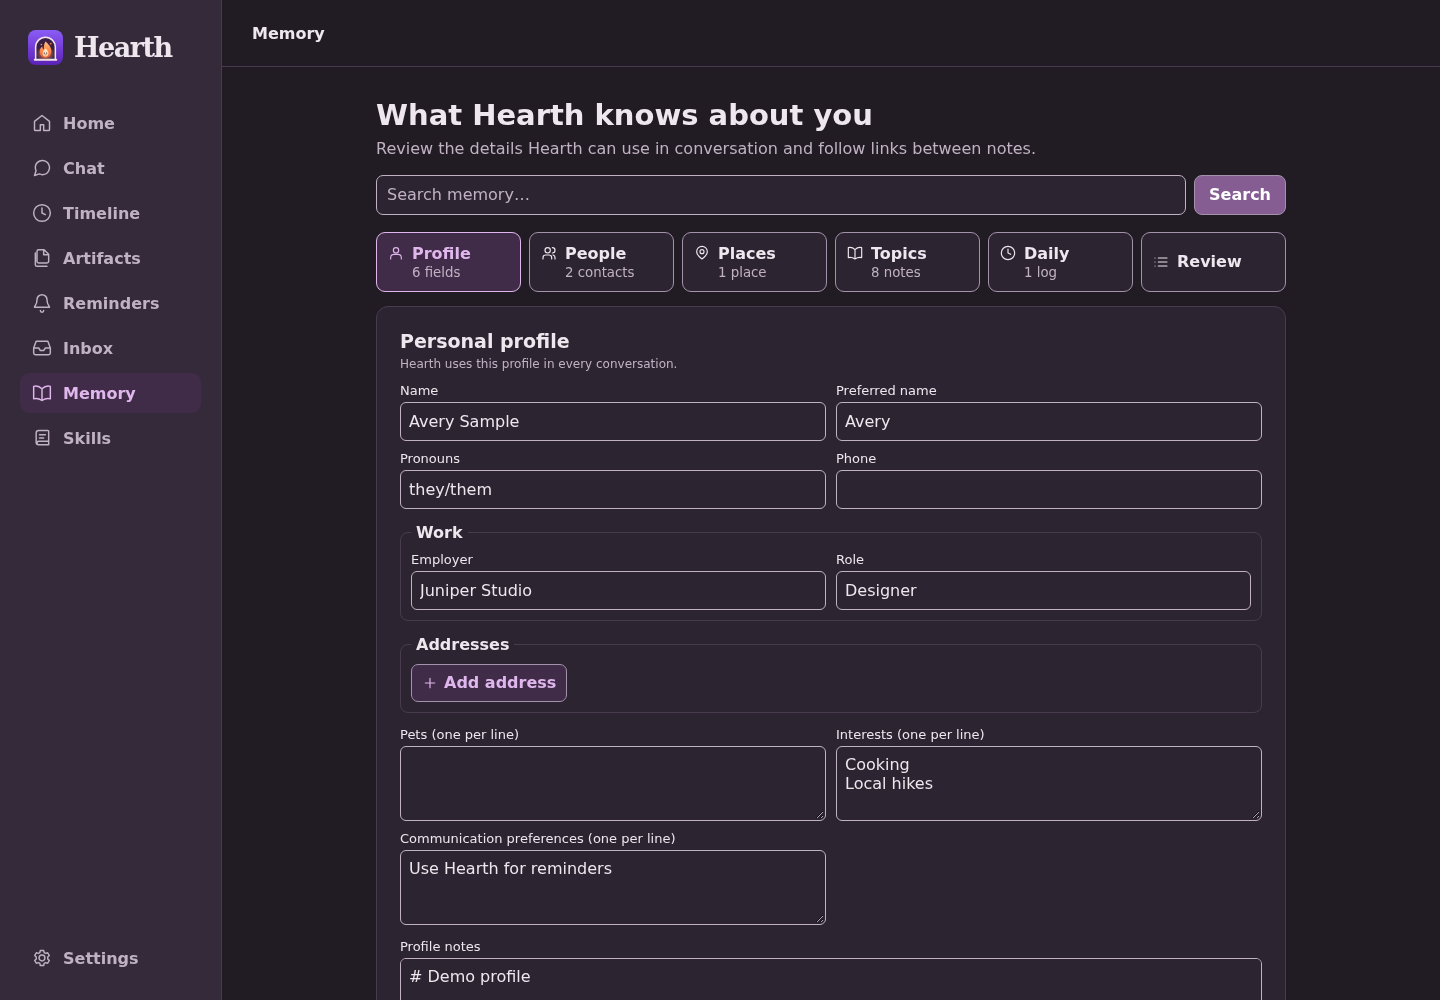 Hearth
Memory
Home
Chat
Timeline
Artifacts
Reminders
Inbox
Memory
Skills
Settings
What Hearth knows about you
Review the details Hearth can use in conversation and follow links between notes.
Search memory…
Search
Profile
6 fields
People
2 contacts
Places
1 place
Topics
8 notes
Daily
1 log
Review
Personal profile
Hearth uses this profile in every conversation.
Name
Avery Sample
Preferred name
Avery
Pronouns
they/them
Phone
Work
Employer
Juniper Studio
Role
Designer
Addresses
Add address
Pets (one per line)
Interests (one per line)
Cooking
Local hikes
Communication preferences (one per line)
Use Hearth for reminders
Profile notes
# Demo profile